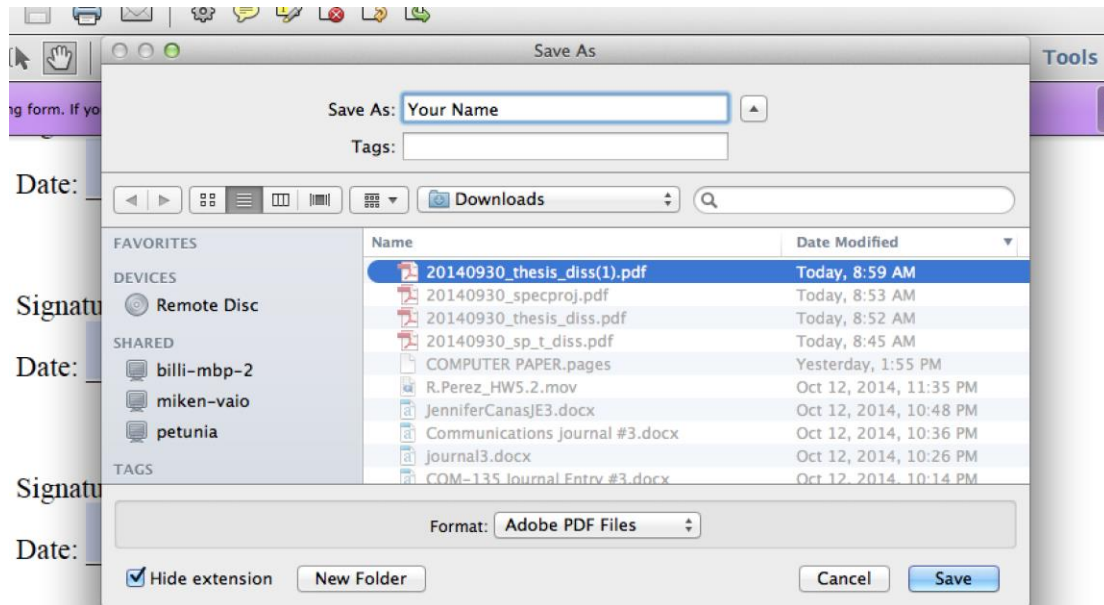 Save As
Tools
ng form. If yo
Save As: Your Name
Tags:
Date:
Downloads
FAVORITES
Name Date Modified
DEVICES
20140930_thesis_diss(1).pdf Today, 8:59 AM
Remote Disc
20140930_specproj.pdf Today, 8:53 AM
Signatu
20140930_thesis_diss.pdf Today, 8:52 AM
SHARED
20140930_sp_t_diss.pdf Today, 8:45 AM
Date:
billi-mbp-2
COMPUTER PAPER.pages Yesterday, 1:55 PM
R.Perez_HW5.2.mov Oct 12, 2014, 11:35 PM
miken-vaio
JenniferCanasJE3.docx Oct 12, 2014, 10:48 PM
petunia
Communications journal #3.docx Oct 12, 2014, 10:36 PM
journal3.docx Oct 12, 2014, 10:26 PM
TAGS
COM-135 Journal Entry #3.docx Oct 12, 2014, 10:14 PM
Signatu
Format: Adobe PDF Files
Date:
Hide extension New Folder Cancel Save